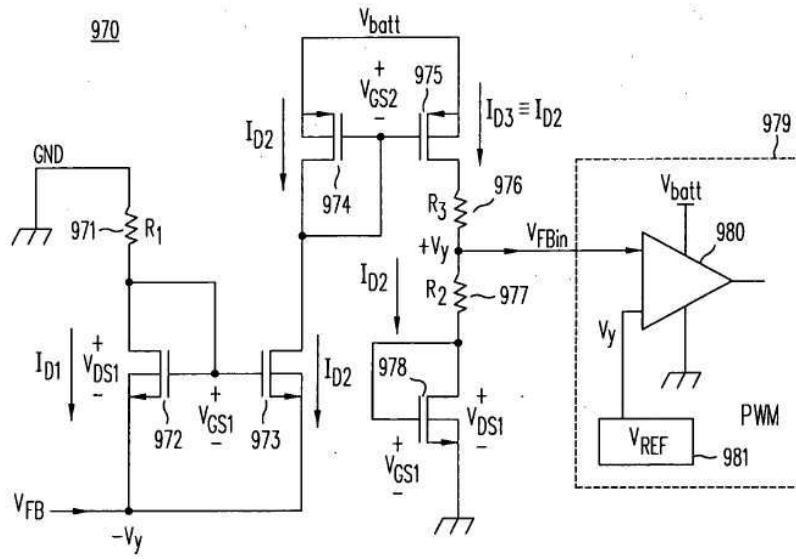 970
V_batt
975
+
V_GS2
-
I_D2
I_D3 ≡ I_D2
979
974
GND
971
R_1
R_3
976
V_batt
980
+V_y
V_FBin
I_D2
R_2
977
V_y
978
I_D1
+
V_DS1
-
972
+
V_GS1
-
973
I_D2
+
V_DS1
-
+
V_GS1
-
PWM
V_REF
981
V_FB
-V_y